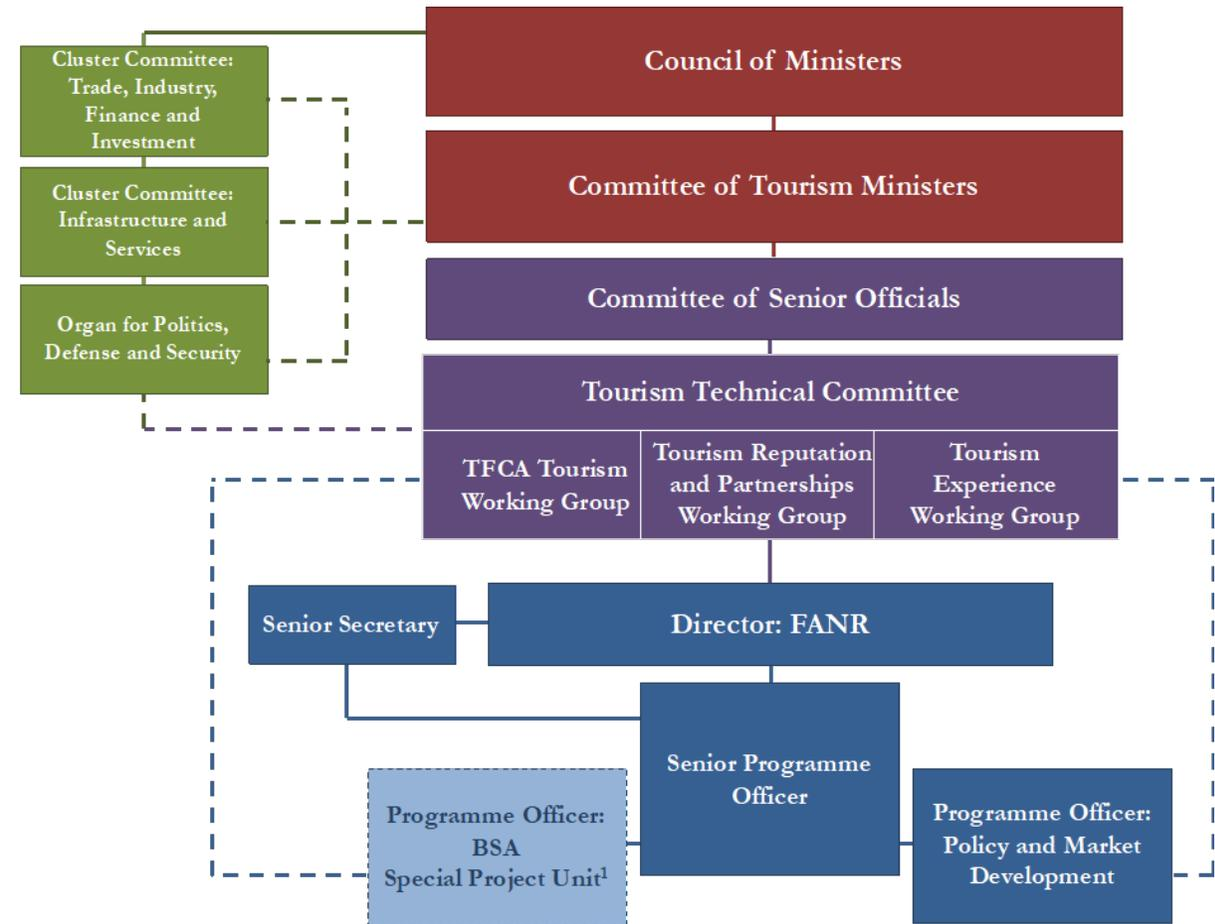 Council of Ministers
Cluster Committee:
Trade, Industry,
Finance and
Investment
Committee of Tourism Ministers
Cluster Committee:
Infrastructure and
Services
Committee of Senior Officials
Organ for Politics,
Defense and Security
Tourism Technical Committee
TFCA Tourism
Working Group
Tourism Reputation
and Partnerships
Working Group
Tourism
Experience
Working Group
Senior Secretary
Director: FANR
Senior Programme
Officer
Programme Officer:
BSA
Special Project Unit¹
Programme Officer:
Policy and Market
Development